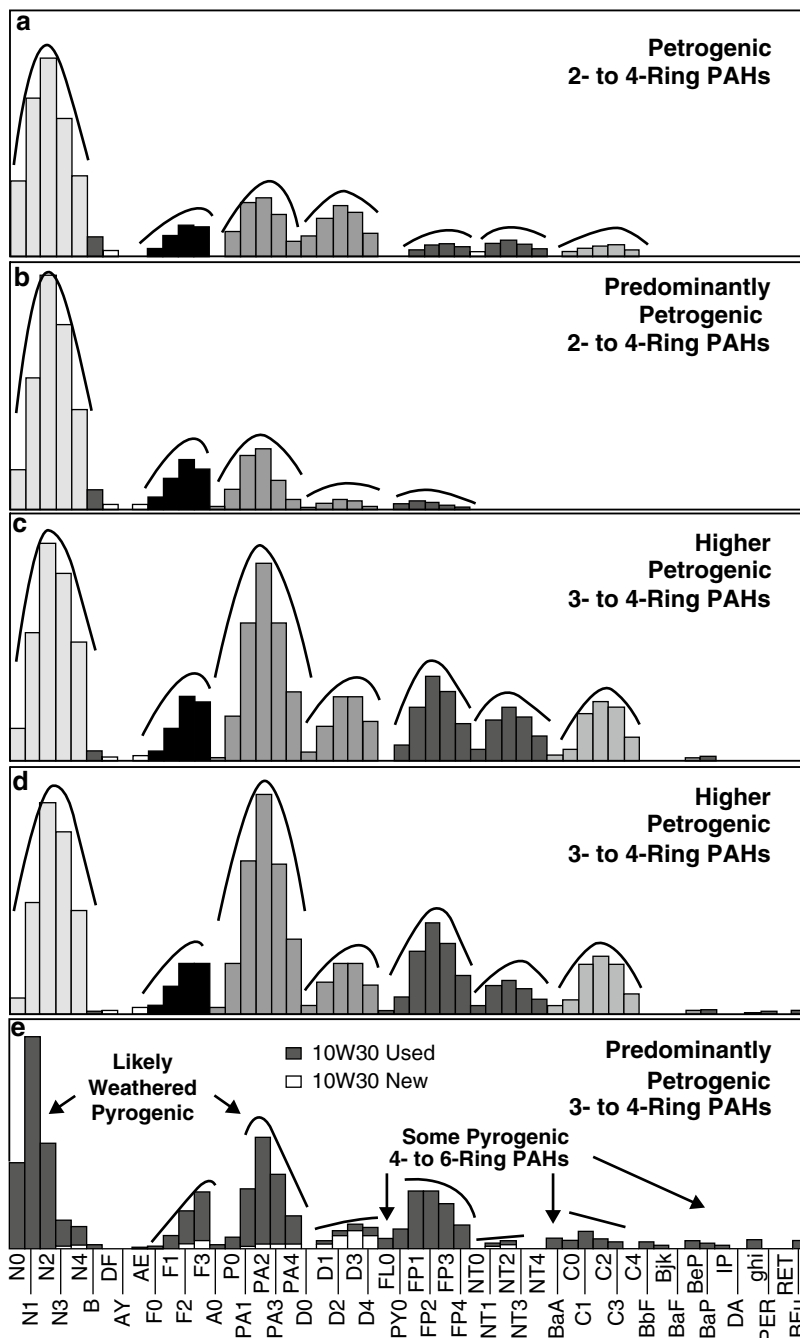 a
Petrogenic
2- to 4-Ring PAHs
b
Predominantly
Petrogenic
2- to 4-Ring PAHs
c
Higher
Petrogenic
3- to 4-Ring PAHs
d
Higher
Petrogenic
3- to 4-Ring PAHs
e
Likely
Weathered
Pyrogenic
10W30 Used
10W30 New
Predominantly
Petrogenic
3- to 4-Ring PAHs
Some Pyrogenic
4- to 6-Ring PAHs
N0
N1
N2
N3
N4
B
DF
AY
AE
F0
F1
F2
F3
A0
P0
PA1
PA2
PA3
PA4
D0
D1
D2
D3
D4
FL0
PY0
FP1
FP2
FP3
FP4
NT0
NT1
NT2
NT3
NT4
BaA
C0
C1
C2
C3
C4
BbF
Bjk
BaF
BeP
BaP
IP
DA
ghi
PER
RET